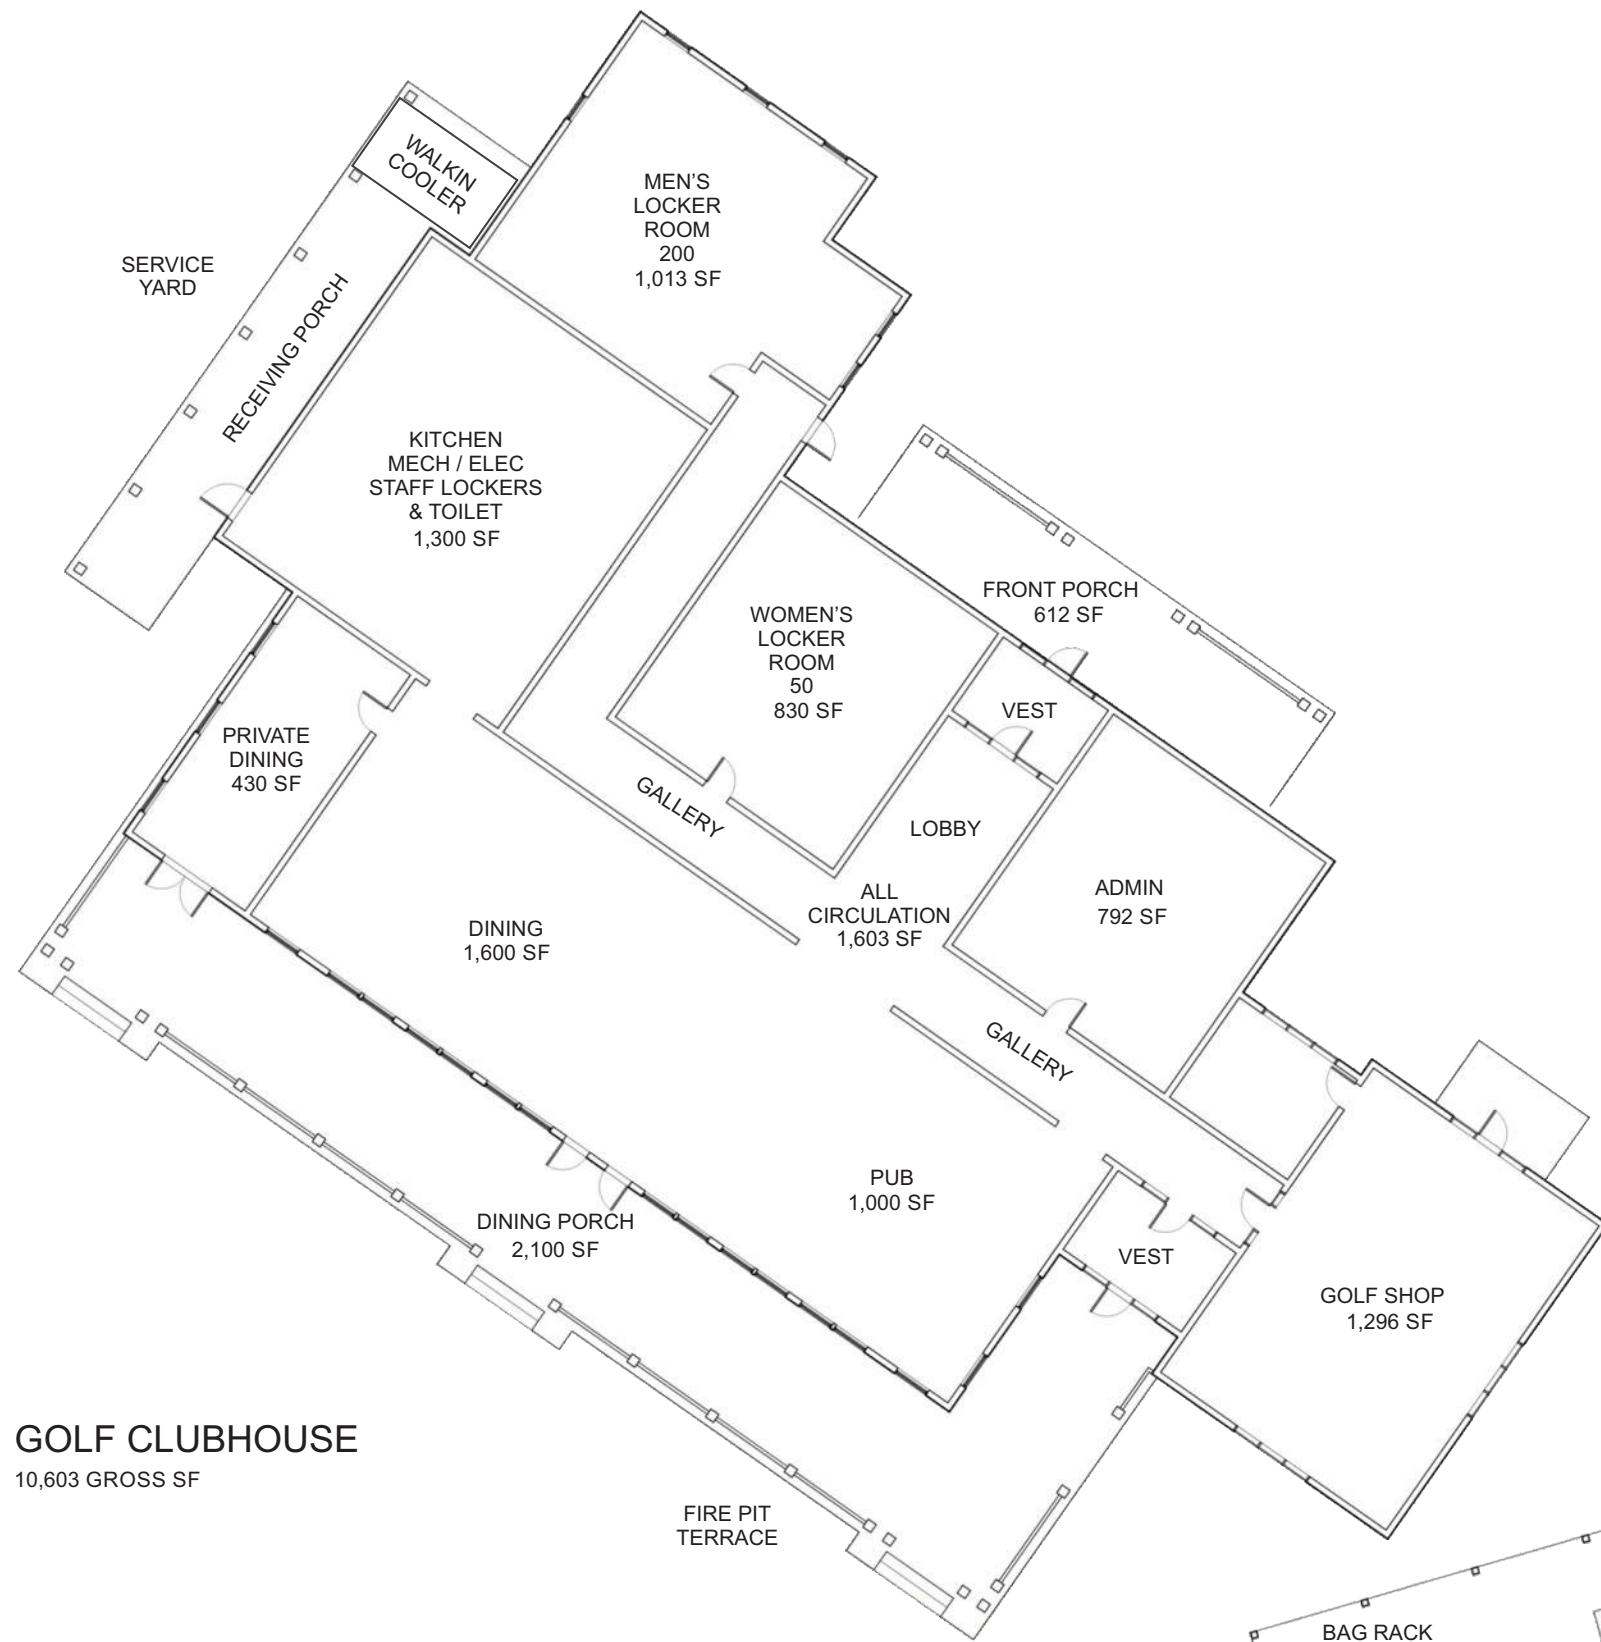 WALKIN
COOLER
MEN'S
LOCKER
ROOM
200
1,013 SF
SERVICE
YARD
RECEIVING PORCH
KITCHEN
MECH / ELEC
STAFF LOCKERS
& TOILET
1,300 SF
FRONT PORCH
612 SF
WOMEN'S
LOCKER
ROOM
50
830 SF
VEST
PRIVATE
DINING
430 SF
GALLERY
LOBBY
ALL
CIRCULATION
1,603 SF
ADMIN
792 SF
DINING
1,600 SF
GALLERY
PUB
1,000 SF
DINING PORCH
2,100 SF
VEST
GOLF SHOP
1,296 SF
GOLF CLUBHOUSE
10,603 GROSS SF
FIRE PIT
TERRACE
BAG RACK